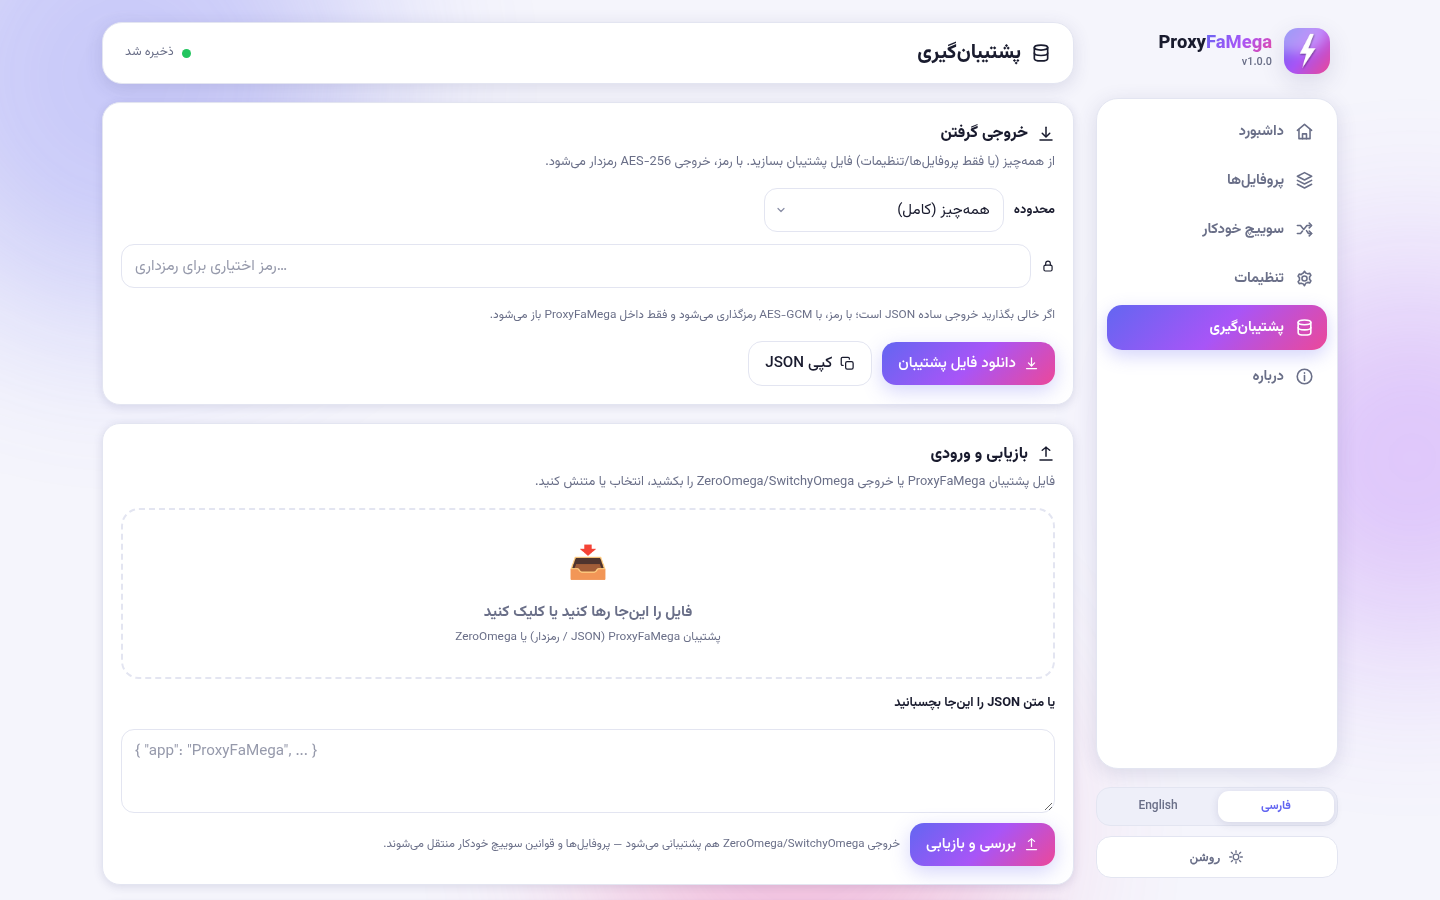 ProxyFaMega
v1.0.0
داشبورد
پروفایل‌ها
سوییچ خودکار
تنظیمات
پشتیبان‌گیری
درباره
فارسی
English
روشن
پشتیبان‌گیری
ذخیره شد
خروجی گرفتن
از همه‌چیز (یا فقط پروفایل‌ها/تنظیمات) فایل پشتیبان بسازید. با رمز، خروجی AES-256 رمزدار می‌شود.
محدوده
همه‌چیز (کامل)
رمز اختیاری برای رمزداری…
اگر خالی بگذارید خروجی ساده JSON است؛ با رمز، با AES-GCM رمزگذاری می‌شود و فقط داخل ProxyFaMega باز می‌شود.
دانلود فایل پشتیبان
کپی JSON
بازیابی و ورودی
فایل پشتیبان ProxyFaMega یا خروجی ZeroOmega/SwitchyOmega را بکشید، انتخاب یا متنش کنید.
فایل را این‌جا رها کنید یا کلیک کنید
پشتیبان ProxyFaMega (JSON / رمزدار) یا ZeroOmega
یا متن JSON را این‌جا بچسبانید
{ "app": "ProxyFaMega", ... }
بررسی و بازیابی
خروجی ZeroOmega/SwitchyOmega هم پشتیبانی می‌شود — پروفایل‌ها و قوانین سوییچ خودکار منتقل می‌شوند.